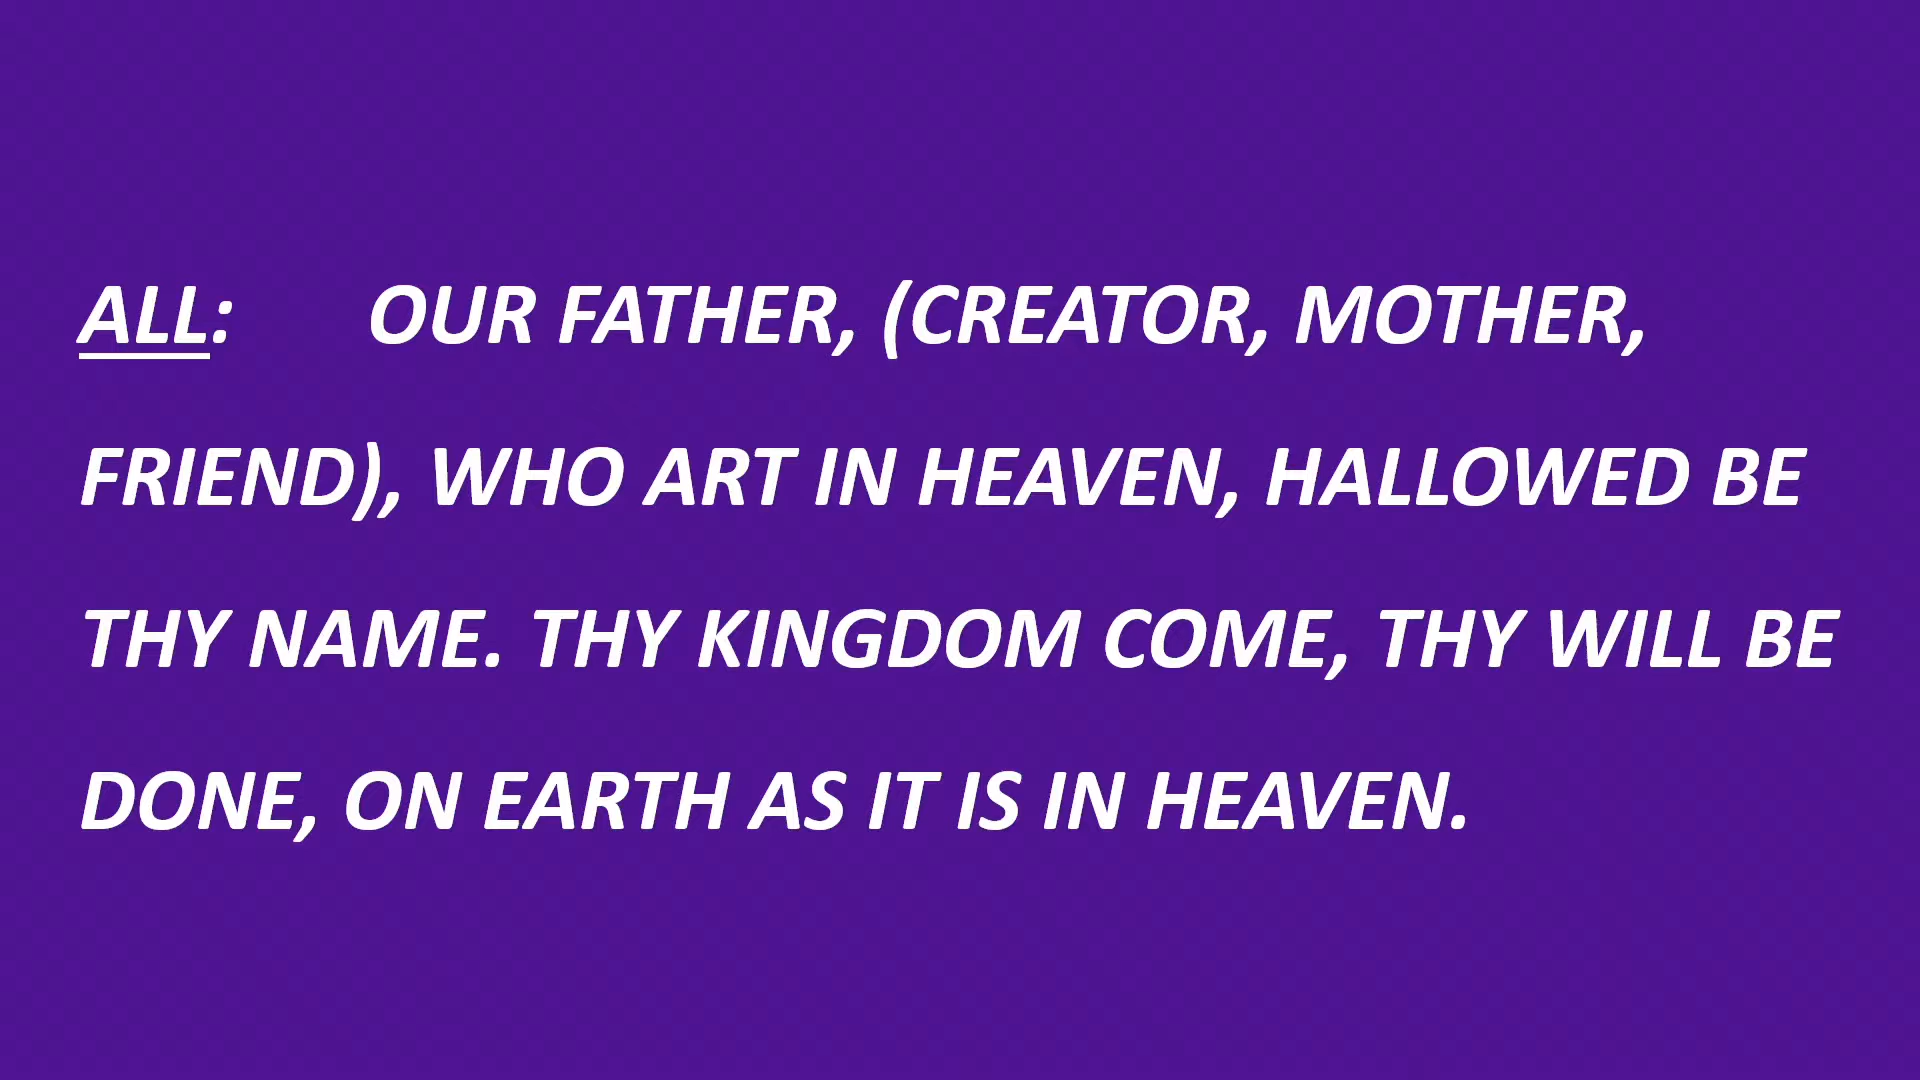 ALL: OUR FATHER, (CREATOR, MOTHER,
FRIEND), WHO ART IN HEAVEN, HALLOWED BE
THY NAME. THY KINGDOM COME, THY WILL BE
DONE, ON EARTH AS IT IS IN HEAVEN.